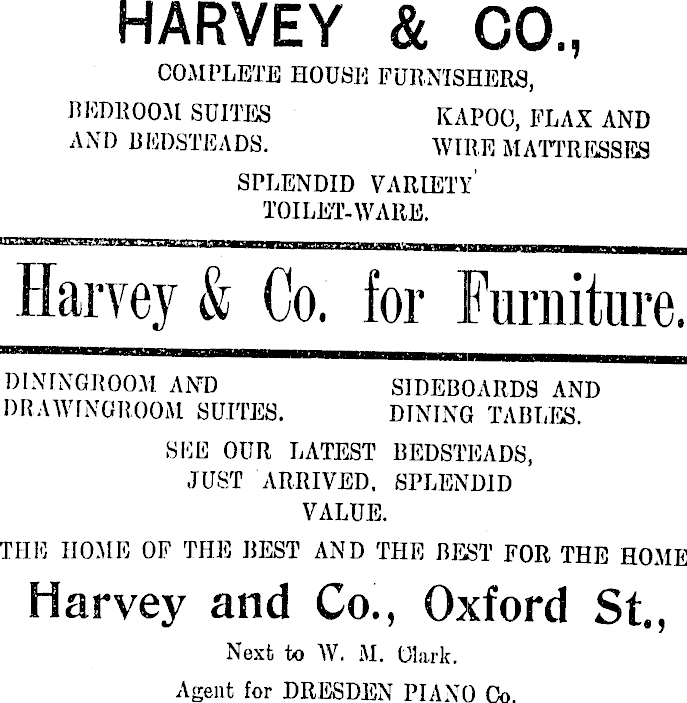 HARVEY & CO.,
COMPLETE HOUSE FURNISHERS,
BEDROOM SUITES
AND BEDSTEADS.
KAPOC, FLAX AND
WIRE MATTRESSES
SPLENDID VARIETY
TOILET-WARE.
Harvey & Co. for Furniture.
DININGROOM AND
DRAWINGROOM SUITES.
SIDEBOARDS AND
DINING TABLES.
SEE OUR LATEST BEDSTEADS,
JUST ARRIVED, SPLENDID
VALUE.
THE HOME OF THE BEST AND THE BEST FOR THE HOME
Harvey and Co., Oxford St.,
Next to W. M. Clark.
Agent for DRESDEN PIANO Co.